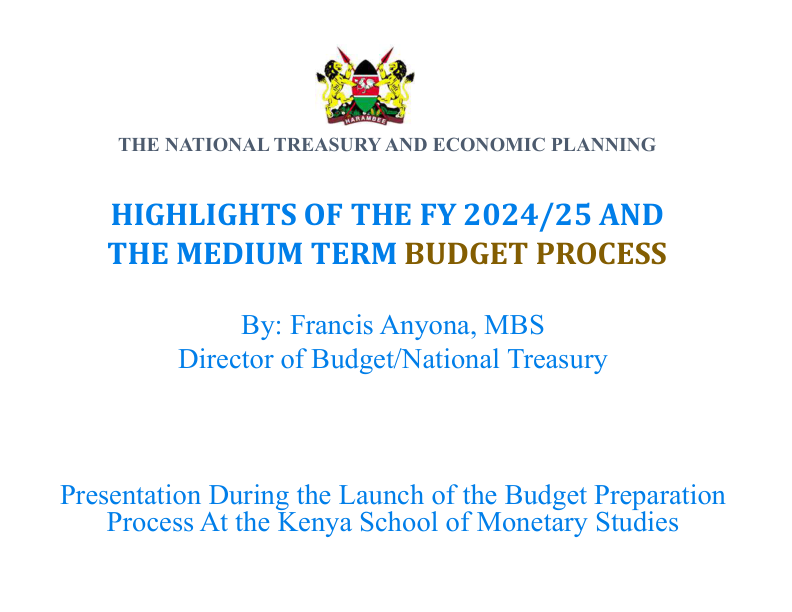 HARAMBEE
THE NATIONAL TREASURY AND ECONOMIC PLANNING
HIGHLIGHTS OF THE FY 2024/25 AND
THE MEDIUM TERM BUDGET PROCESS
By: Francis Anyona, MBS
Director of Budget/National Treasury
Presentation During the Launch of the Budget Preparation
Process At the Kenya School of Monetary Studies